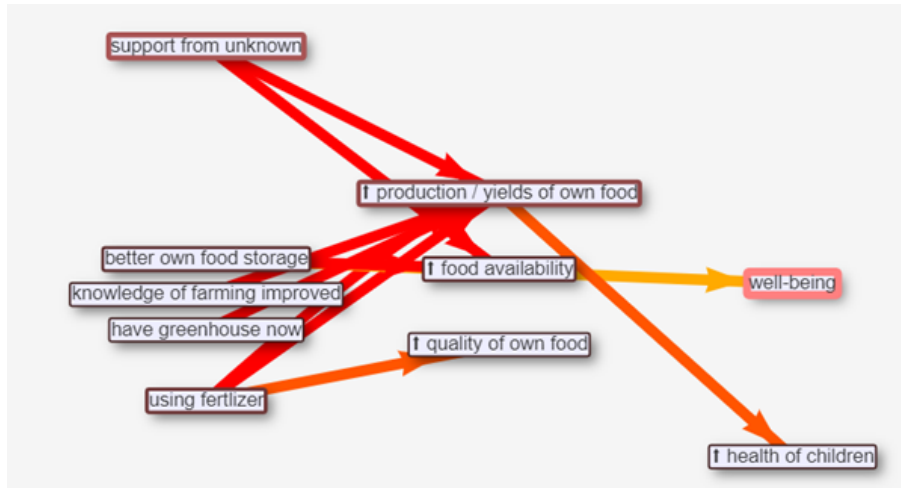 support from unknown
⬆ production / yields of own food
better own food storage
⬆ food availability
well-being
knowledge of farming improved
have greenhouse now
⬆ quality of own food
using fertlizer
⬆ health of children